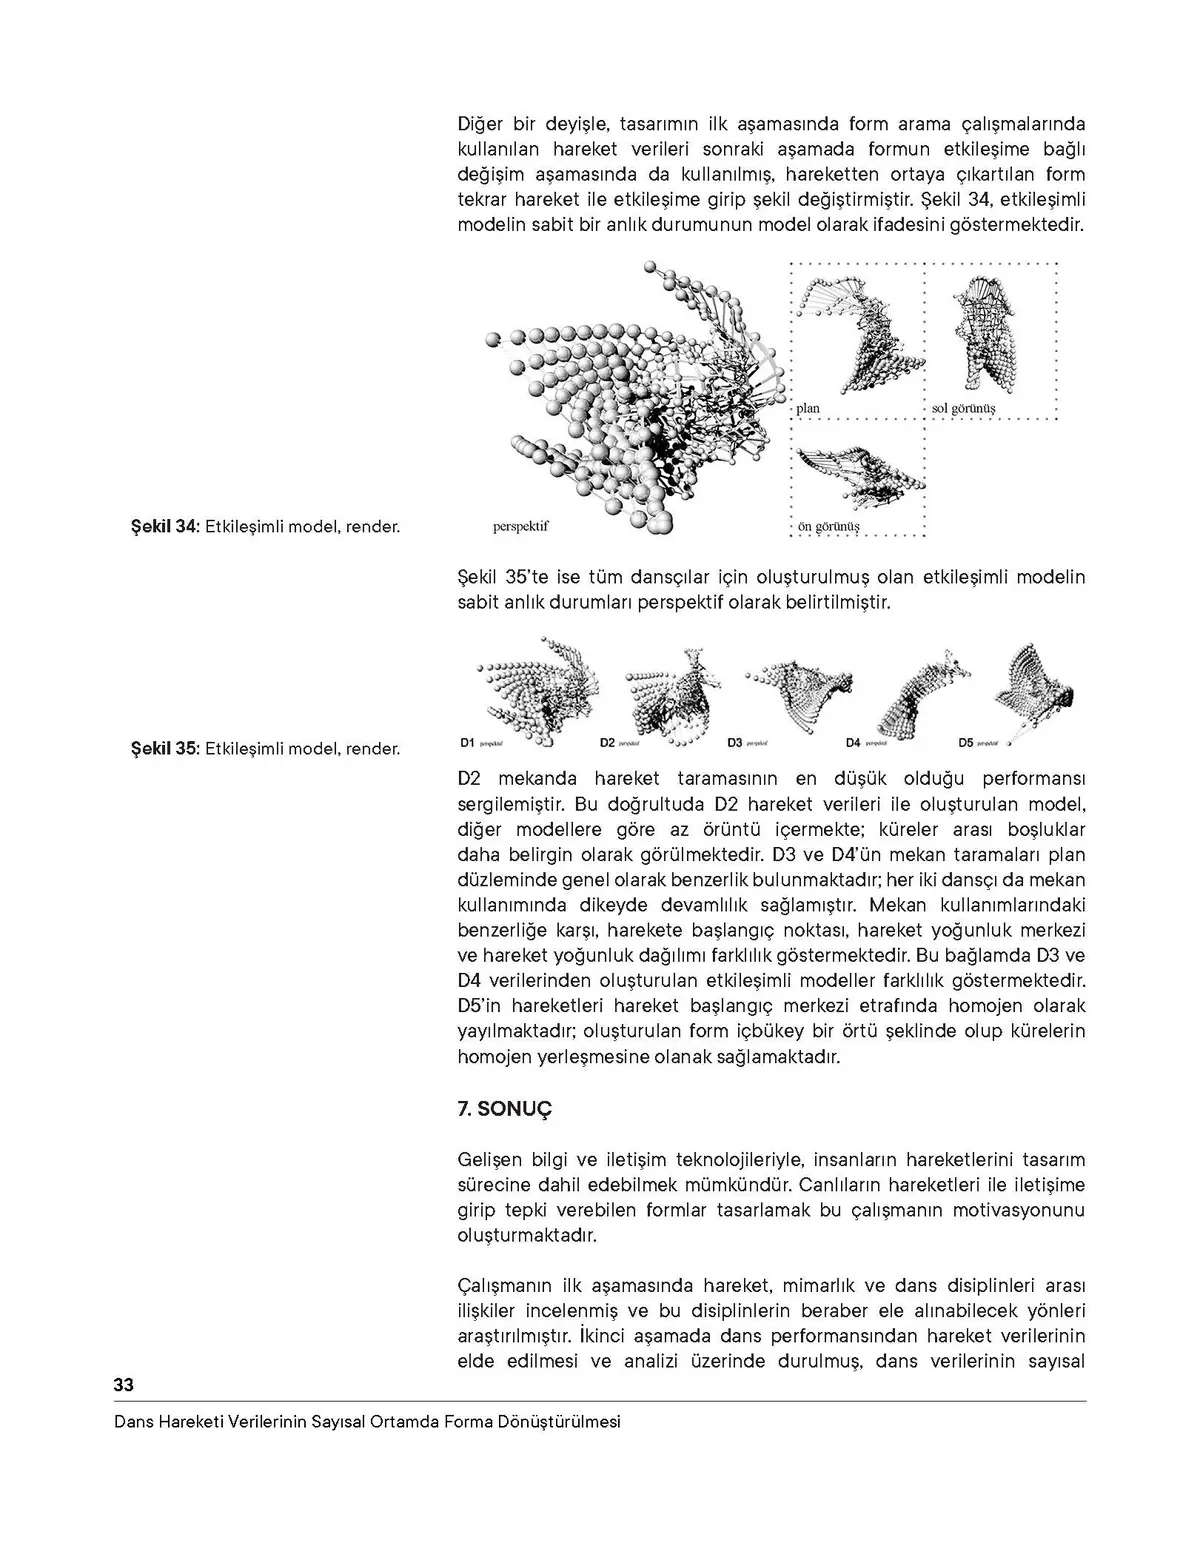 Diğer bir deyişle, tasarımın ilk aşamasında form arama çalışmalarında
kullanılan hareket verileri sonraki aşamada formun etkileşime bağlı
değişim aşamasında da kullanılmış, hareketten ortaya çıkartılan form
tekrar hareket ile etkileşime girip şekil değiştirmiştir. Şekil 34, etkileşimli
modelin sabit bir anlık durumunun model olarak ifadesini göstermektedir.
plan
sol görünüş
perspektif
ön görünüş
Şekil 34: Etkileşimli model, render.
Şekil 35'te ise tüm dansçılar için oluşturulmuş olan etkileşimli modelin
sabit anlık durumları perspektif olarak belirtilmiştir.
D1 perspektif D2 perspektif D3 perspektif D4 perspektif D5 perspektif
Şekil 35: Etkileşimli model, render.
D2 mekanda hareket taramasının en düşük olduğu performansı
sergilemiştir. Bu doğrultuda D2 hareket verileri ile oluşturulan model,
diğer modellere göre az örüntü içermekte; küreler arası boşluklar
daha belirgin olarak görülmektedir. D3 ve D4'ün mekan taramaları plan
düzleminde genel olarak benzerlik bulunmaktadır; her iki dansçı da mekan
kullanımında dikeyde devamlılık sağlamıştır. Mekan kullanımlarındaki
benzerliğe karşı, harekete başlangıç noktası, hareket yoğunluk merkezi
ve hareket yoğunluk dağılımı farklılık göstermektedir. Bu bağlamda D3 ve
D4 verilerinden oluşturulan etkileşimli modeller farklılık göstermektedir.
D5'in hareketleri hareket başlangıç merkezi etrafında homojen olarak
yayılmaktadır; oluşturulan form içbükey bir örtü şeklinde olup kürelerin
homojen yerleşmesine olanak sağlamaktadır.
7. SONUÇ
Gelişen bilgi ve iletişim teknolojileriyle, insanların hareketlerini tasarım
sürecine dahil edebilmek mümkündür. Canlıların hareketleri ile iletişime
girip tepki verebilen formlar tasarlamak bu çalışmanın motivasyonunu
oluşturmaktadır.
Çalışmanın ilk aşamasında hareket, mimarlık ve dans disiplinleri arası
ilişkiler incelenmiş ve bu disiplinlerin beraber ele alınabilecek yönleri
araştırılmıştır. İkinci aşamada dans performansından hareket verilerinin
elde edilmesi ve analizi üzerinde durulmuş, dans verilerinin sayısal
33
Dans Hareketi Verilerinin Sayısal Ortamda Forma Dönüştürülmesi